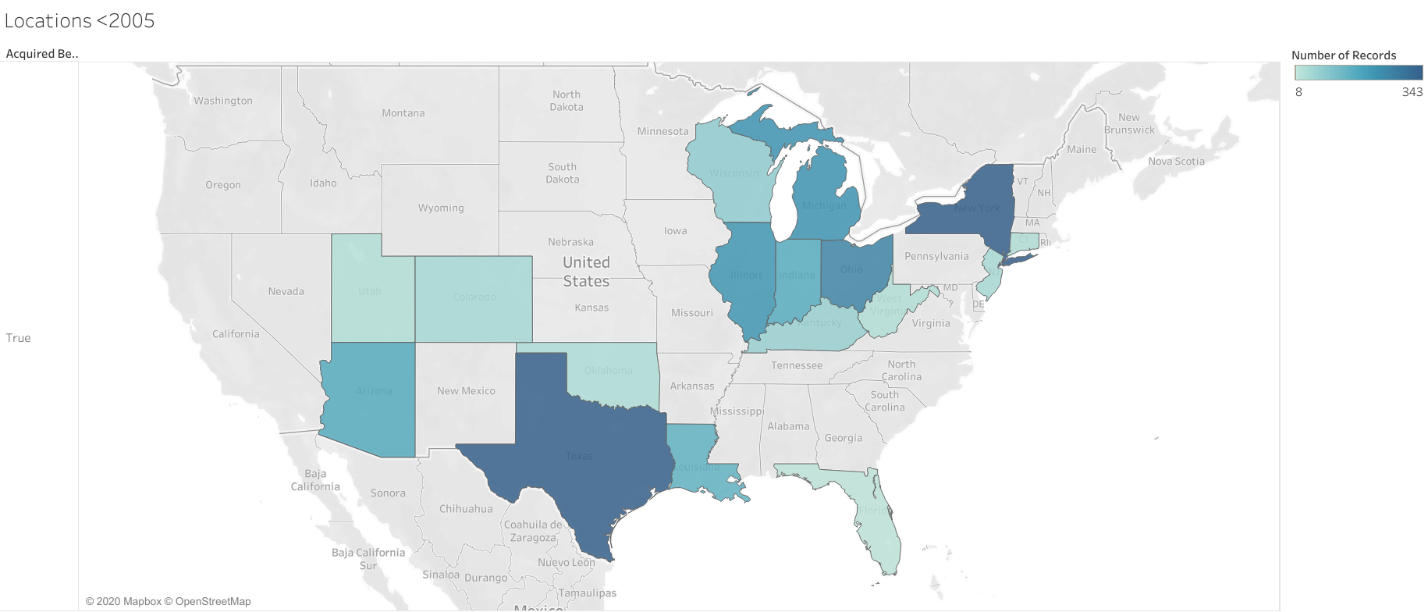 Locations <2005
Acquired Be..
Number of Records
8 343
True
Washington
Montana
North
Dakota
Minnesota
Oregon
Idaho
Wyoming
South
Dakota
Wisconsin
Michigan
New York
VT
NH
Maine
New
Brunswick
Nova Scotia
MA
RI
Nebraska
Iowa
United
States
Nevada
Utah
Colorado
Kansas
Missouri
Illinois
Indiana
Ohio
Pennsylvania
MD
DE
West
Virginia
Virginia
Kentucky
California
Arizona
New Mexico
Oklahoma
Arkansas
Tennessee
North
Carolina
South
Carolina
Mississippi
Alabama
Georgia
Texas
Louisiana
Florida
Baja
California
Sonora
Chihuahua
Coahuila de
Zaragoza
Baja California
Sur
Sinaloa
Durango
Nuevo León
Tamaulipas
Mexico
© 2020 Mapbox © OpenStreetMap